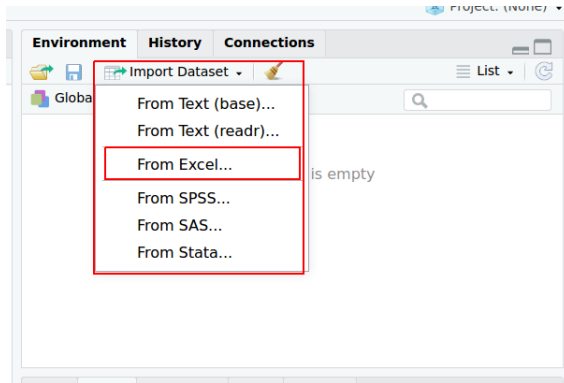 Project: (None)
Environment History Connections
Import Dataset List
Globa
From Text (base)...
From Text (readr)...
From Excel...
is empty
From SPSS...
From SAS...
From Stata...